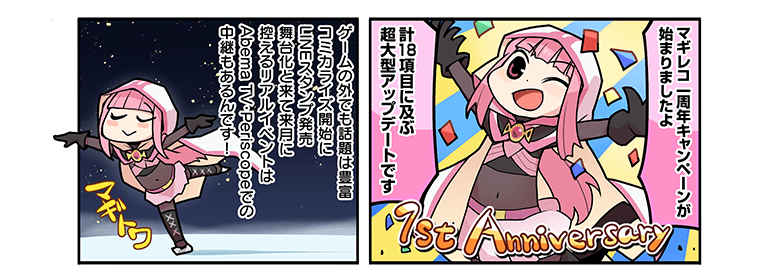 マギレコ 一周年キャンペーンが
始まりましたよ
計18項目に及ぶ
超大型アップデートです
1st Anniversary
ゲームの外でも話題は豊富
コミカライズ開始に
LINEスタンプ発売
舞台化と来て来月に
控えるリアルイベントは
Abema TV・Periscopeでの
中継もあるんです!
マギトワ